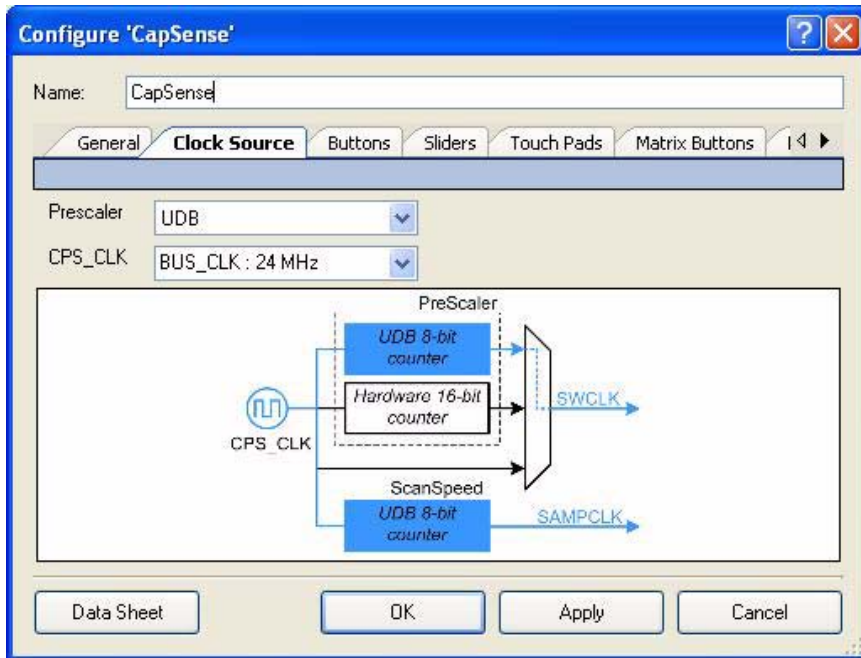 Configure 'CapSense'
Name: CapSense
General Clock Source Buttons Sliders Touch Pads Matrix Buttons
Prescaler UDB
CPS_CLK BUS_CLK : 24 MHz
PreScaler
UDB 8-bit
counter
Hardware 16-bit
counter
SWCLK
CPS_CLK
ScanSpeed
UDB 8-bit
counter
SAMPCLK
Data Sheet OK Apply Cancel